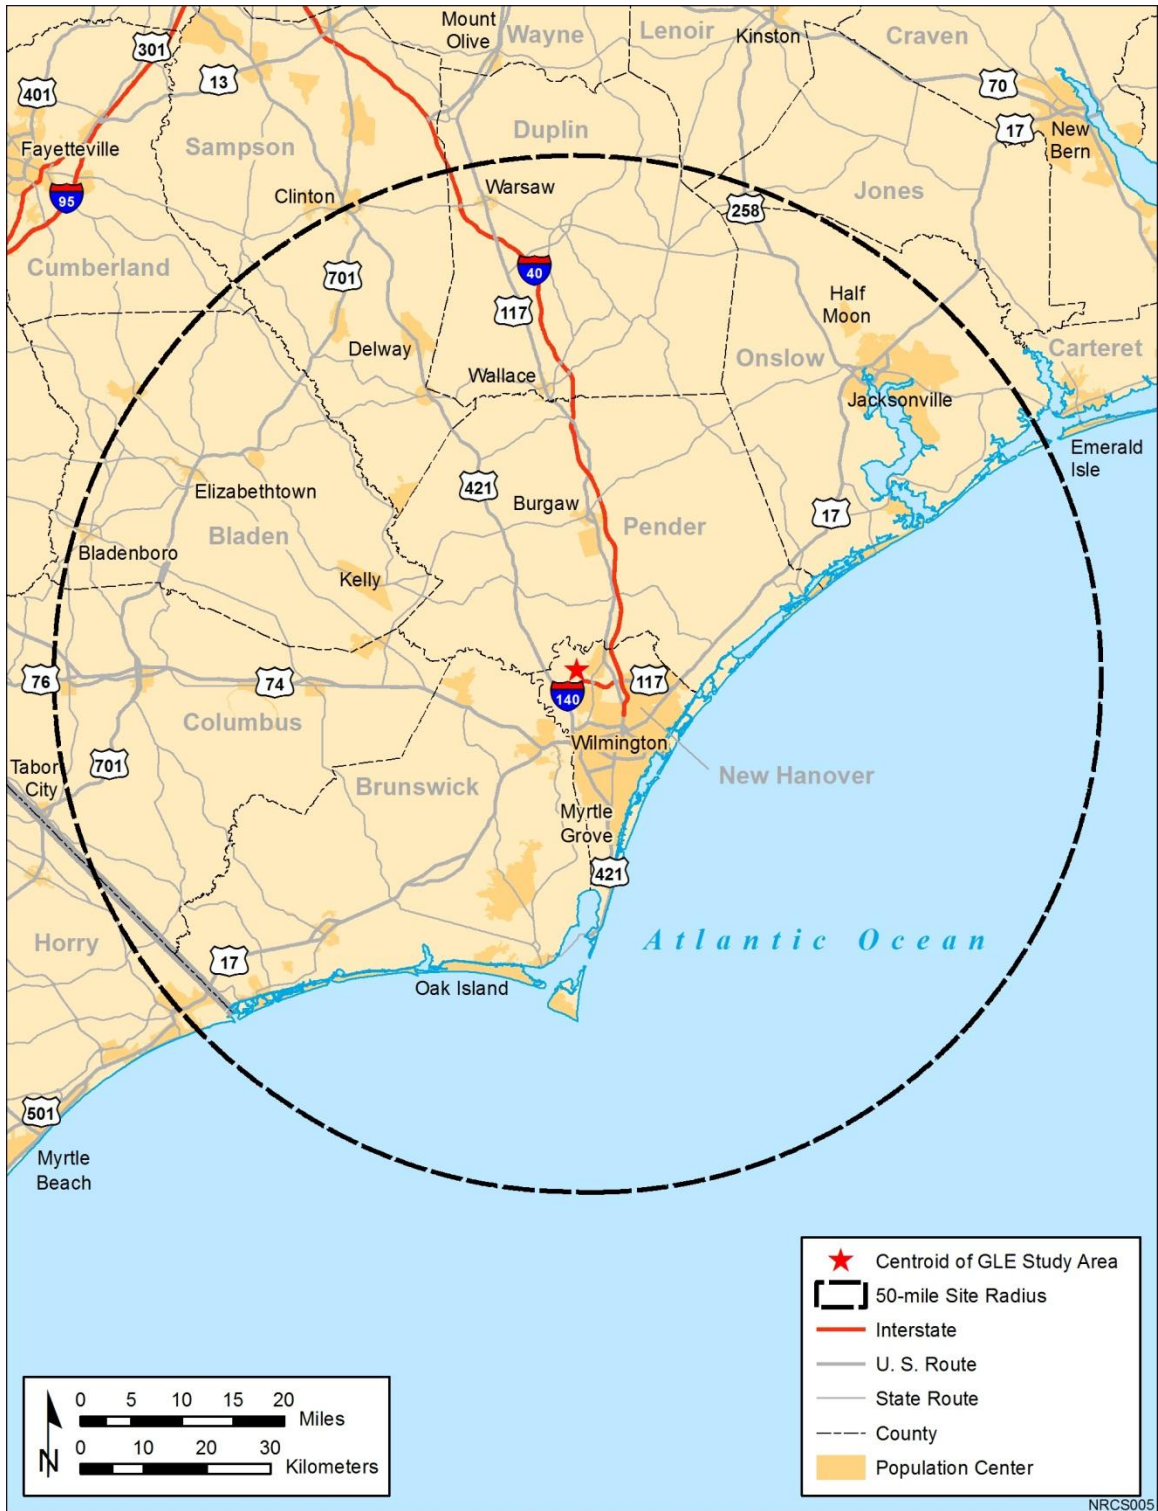 Mount
Olive
Wayne
Lenoir
Kinston
Craven
301
13
401
70
17
New
Bern
Fayetteville
Sampson
Duplin
95
Clinton
Warsaw
258
Jones
Cumberland
701
40
117
Half
Moon
Delway
Wallace
Onslow
Carteret
Jacksonville
Emerald
Isle
421
Elizabethtown
Burgaw
17
Pender
Bladenboro
Bladen
Kelly
76
74
140
117
Columbus
Wilmington
Tabor
City
701
New Hanover
Brunswick
Myrtle
Grove
421
Horry
17
Atlantic Ocean
Oak Island
501
Myrtle
Beach
Centroid of GLE Study Area
50-mile Site Radius
Interstate
U. S. Route
State Route
County
Population Center
0 5 10 15 20
Miles
0 10 20 30
Kilometers
N
NRCS005